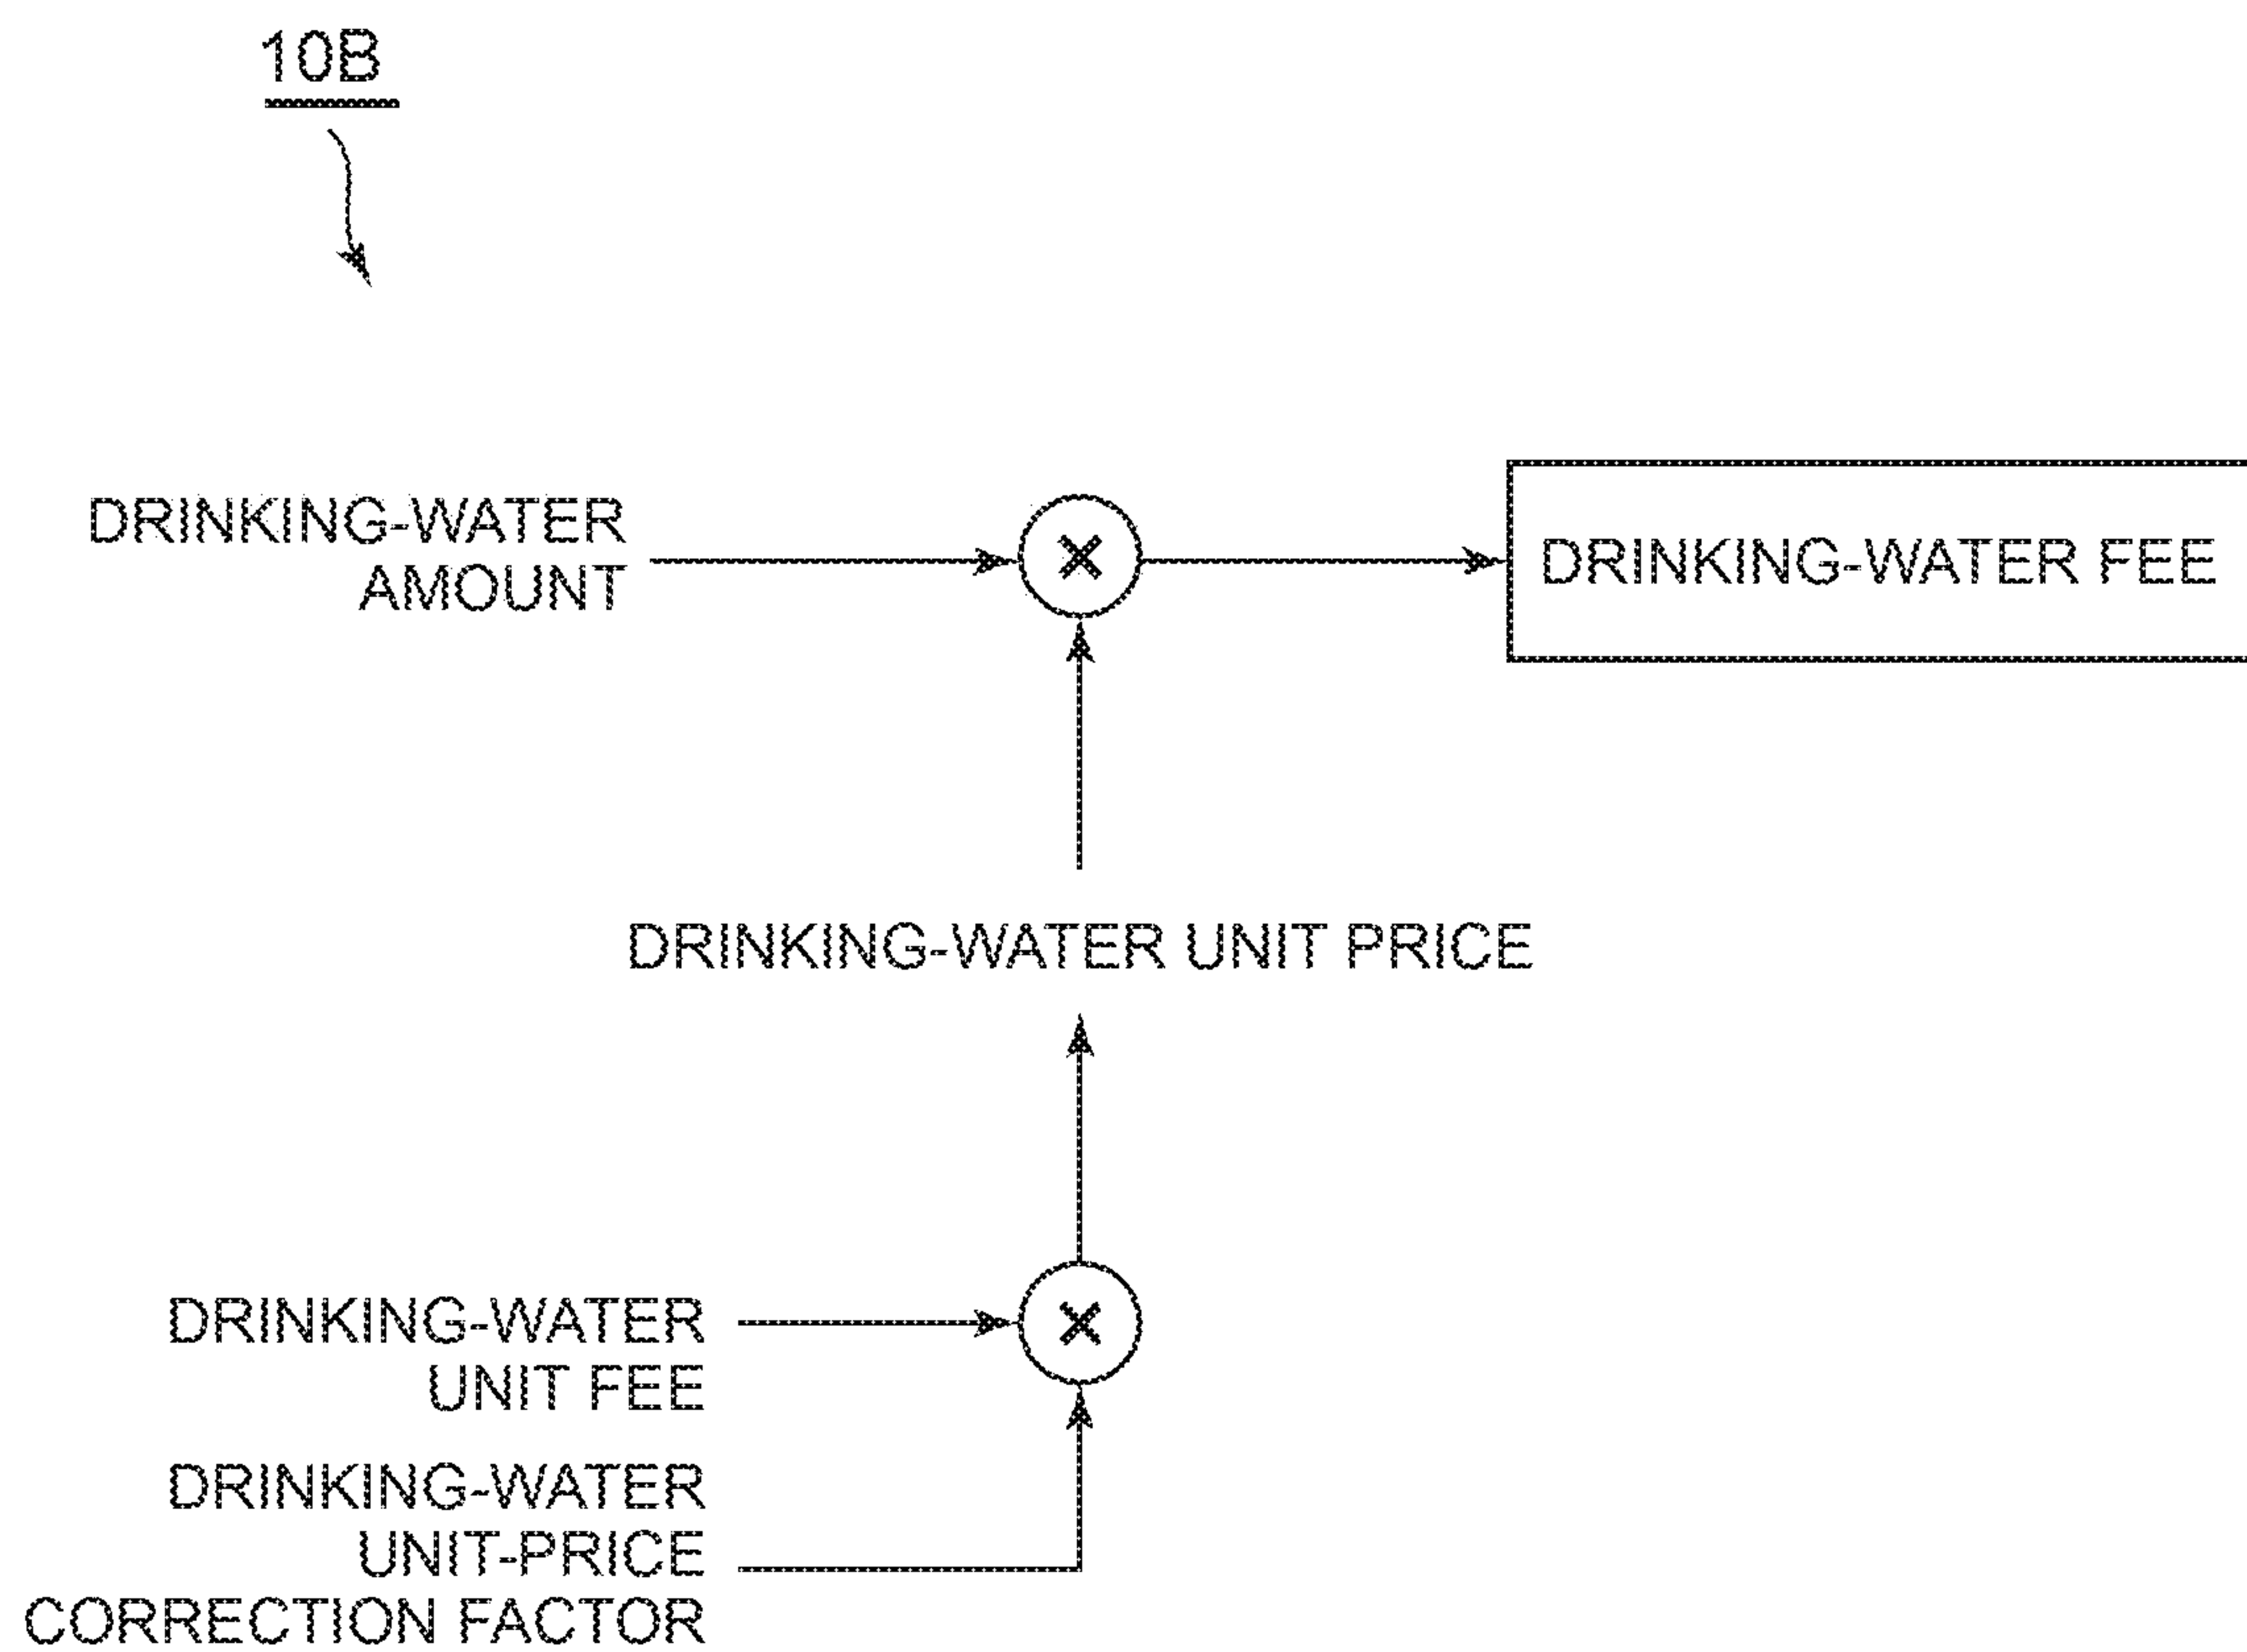 10B
DRINKING-WATER
AMOUNT
×
DRINKING-WATER FEE
DRINKING-WATER UNIT PRICE
DRINKING-WATER
UNIT FEE
×
DRINKING-WATER
UNIT-PRICE
CORRECTION FACTOR